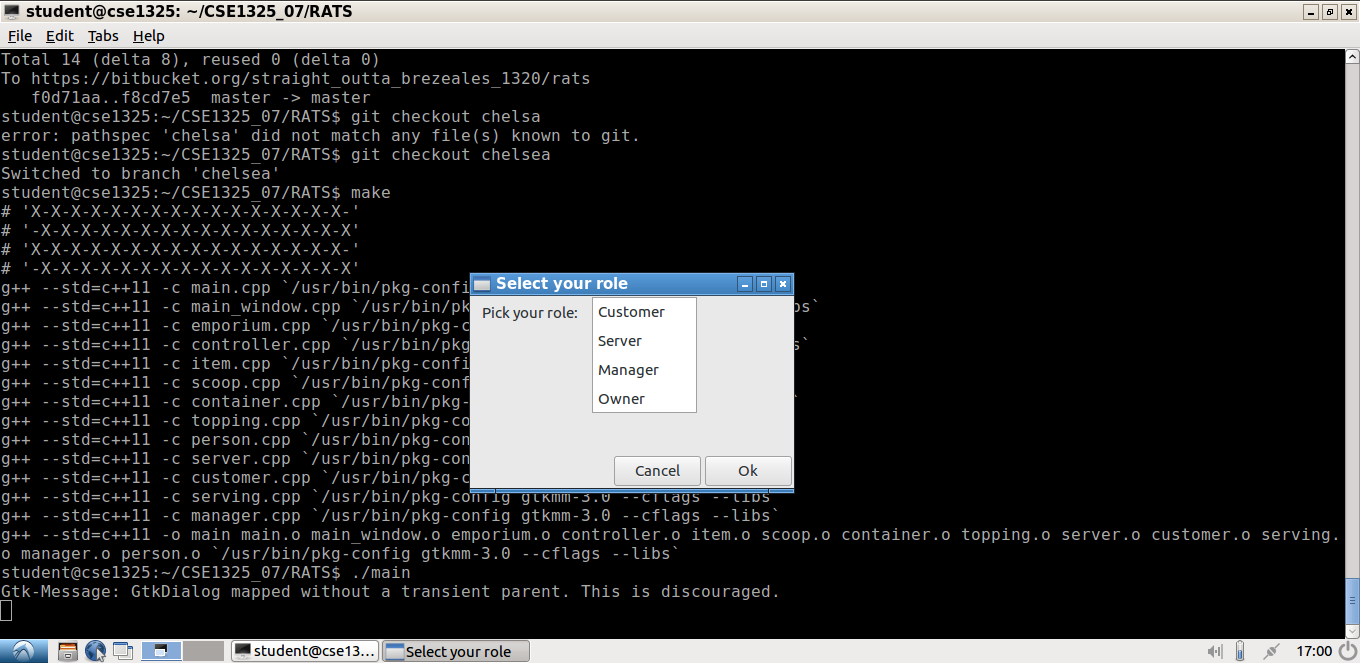 student@cse1325: ~/CSE1325_07/RATS
File Edit Tabs Help
Total 14 (delta 8), reused 0 (delta 0)
To https://bitbucket.org/straight_outta_brezeales_1320/rats
   f0d71aa..f8cd7e5  master -> master
student@cse1325:~/CSE1325_07/RATS$ git checkout chelsa
error: pathspec 'chelsa' did not match any file(s) known to git.
student@cse1325:~/CSE1325_07/RATS$ git checkout chelsea
Switched to branch 'chelsea'
student@cse1325:~/CSE1325_07/RATS$ make
# 'X-X-X-X-X-X-X-X-X-X-X-X-X-X-X-X-'
# '-X-X-X-X-X-X-X-X-X-X-X-X-X-X-X-X'
# 'X-X-X-X-X-X-X-X-X-X-X-X-X-X-X-X-'
# '-X-X-X-X-X-X-X-X-X-X-X-X-X-X-X-X'
g++ --std=c++11 -c main.cpp `/usr/bin/pkg-confi
g++ --std=c++11 -c main_window.cpp `/usr/bin/pk bs`
g++ --std=c++11 -c emporium.cpp `/usr/bin/pkg-c
g++ --std=c++11 -c controller.cpp `/usr/bin/pkg s`
g++ --std=c++11 -c item.cpp `/usr/bin/pkg-confi
g++ --std=c++11 -c scoop.cpp `/usr/bin/pkg-conf
g++ --std=c++11 -c container.cpp `/usr/bin/pkg- `
g++ --std=c++11 -c topping.cpp `/usr/bin/pkg-co
g++ --std=c++11 -c person.cpp `/usr/bin/pkg-con
g++ --std=c++11 -c server.cpp `/usr/bin/pkg-con
g++ --std=c++11 -c customer.cpp `/usr/bin/pkg-c
g++ --std=c++11 -c serving.cpp `/usr/bin/pkg-config gtkmm-3.0 --cflags --libs`
g++ --std=c++11 -c manager.cpp `/usr/bin/pkg-config gtkmm-3.0 --cflags --libs`
g++ --std=c++11 -o main main.o main_window.o emporium.o controller.o item.o scoop.o container.o topping.o server.o customer.o serving.
o manager.o person.o `/usr/bin/pkg-config gtkmm-3.0 --cflags --libs`
student@cse1325:~/CSE1325_07/RATS$ ./main
Gtk-Message: GtkDialog mapped without a transient parent. This is discouraged.
Select your role
Pick your role:
Customer
Server
Manager
Owner
Cancel Ok
student@cse13... Select your role 17:00